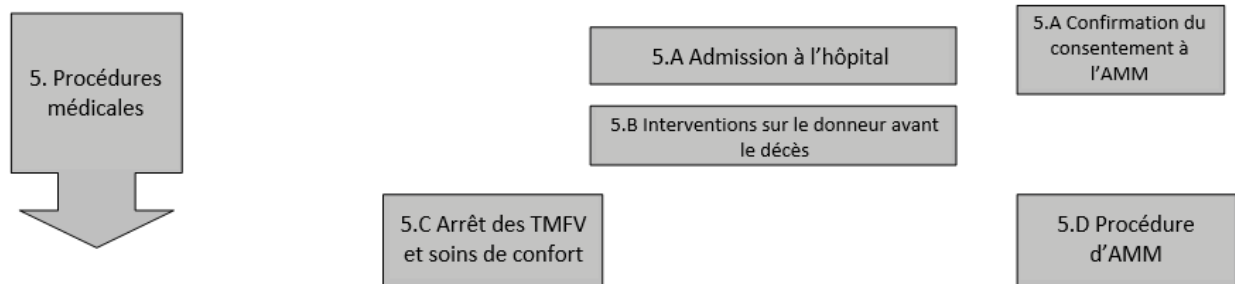 5. Procédures
médicales
5.A Admission à l’hôpital
5.A Confirmation du
consentement à
l’AMM
5.B Interventions sur le donneur avant
le décès
5.C Arrêt des TMFV
et soins de confort
5.D Procédure
d’AMM